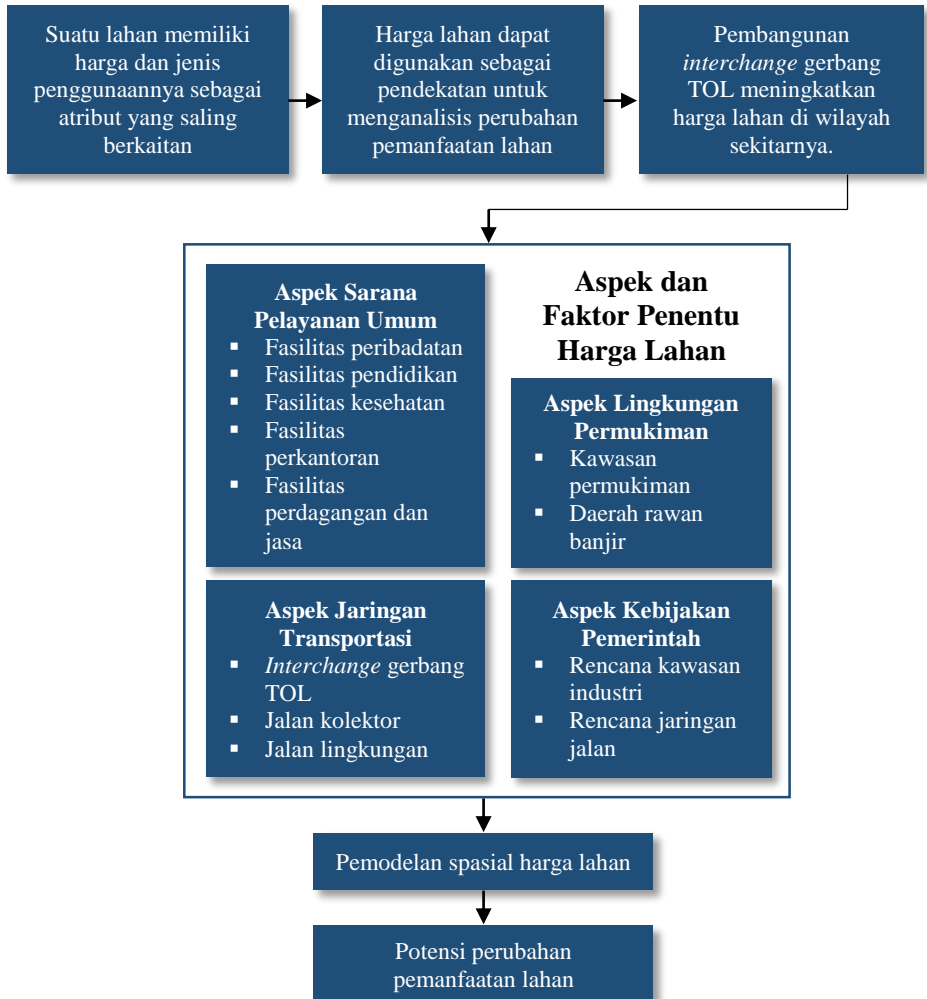 Suatu lahan memiliki
harga dan jenis
penggunaannya sebagai
atribut yang saling
berkaitan
Harga lahan dapat
digunakan sebagai
pendekatan untuk
menganalisis perubahan
pemanfaatan lahan
Pembangunan
interchange gerbang
TOL meningkatkan
harga lahan di wilayah
sekitarnya.
Aspek dan
Faktor Penentu
Harga Lahan
Aspek Sarana
Pelayanan Umum
▪ Fasilitas peribadatan
▪ Fasilitas pendidikan
▪ Fasilitas kesehatan
▪ Fasilitas
perkantoran
▪ Fasilitas
perdagangan dan
jasa
Aspek Lingkungan
Permukiman
▪ Kawasan
permukiman
▪ Daerah rawan
banjir
Aspek Jaringan
Transportasi
▪ Interchange gerbang
TOL
▪ Jalan kolektor
▪ Jalan lingkungan
Aspek Kebijakan
Pemerintah
▪ Rencana kawasan
industri
▪ Rencana jaringan
jalan
Pemodelan spasial harga lahan
Potensi perubahan
pemanfaatan lahan